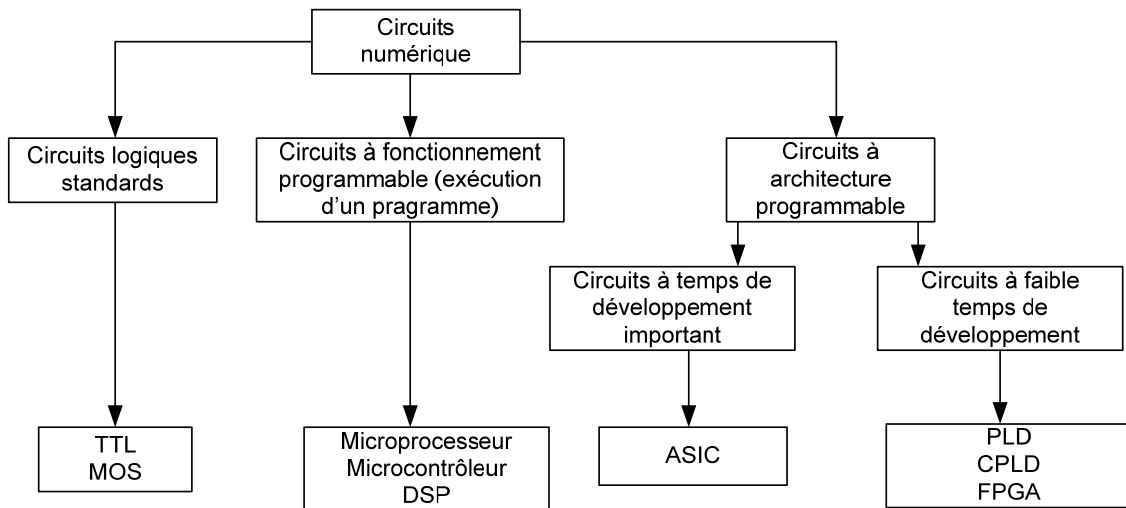 Circuits
numérique
Circuits logiques
standards
Circuits à fonctionnement
programmable (exécution
d'un pragramme)
Circuits à
architecture
programmable
Circuits à temps de
développement
important
Circuits à faible
temps de
développement
TTL
MOS
Microprocesseur
Microcontrôleur
DSP
ASIC
PLD
CPLD
FPGA